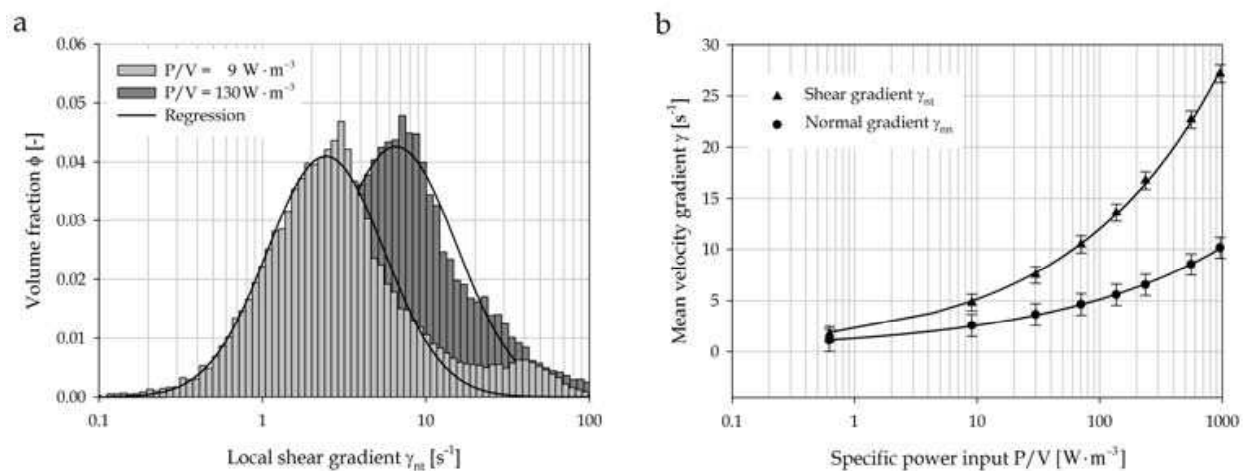 a
Volume fraction ϕ [-]
0.06
0.05
0.04
0.03
0.02
0.01
0.00
P/V = 9 W·m⁻³
P/V = 130 W·m⁻³
Regression
0.1
1
10
100
Local shear gradient γnt [s⁻¹]
b
Mean velocity gradient γ [s⁻¹]
30
25
20
15
10
5
0
Shear gradient γnt
Normal gradient γnn
0.1
1
10
100
1000
Specific power input P/V [W·m⁻³]